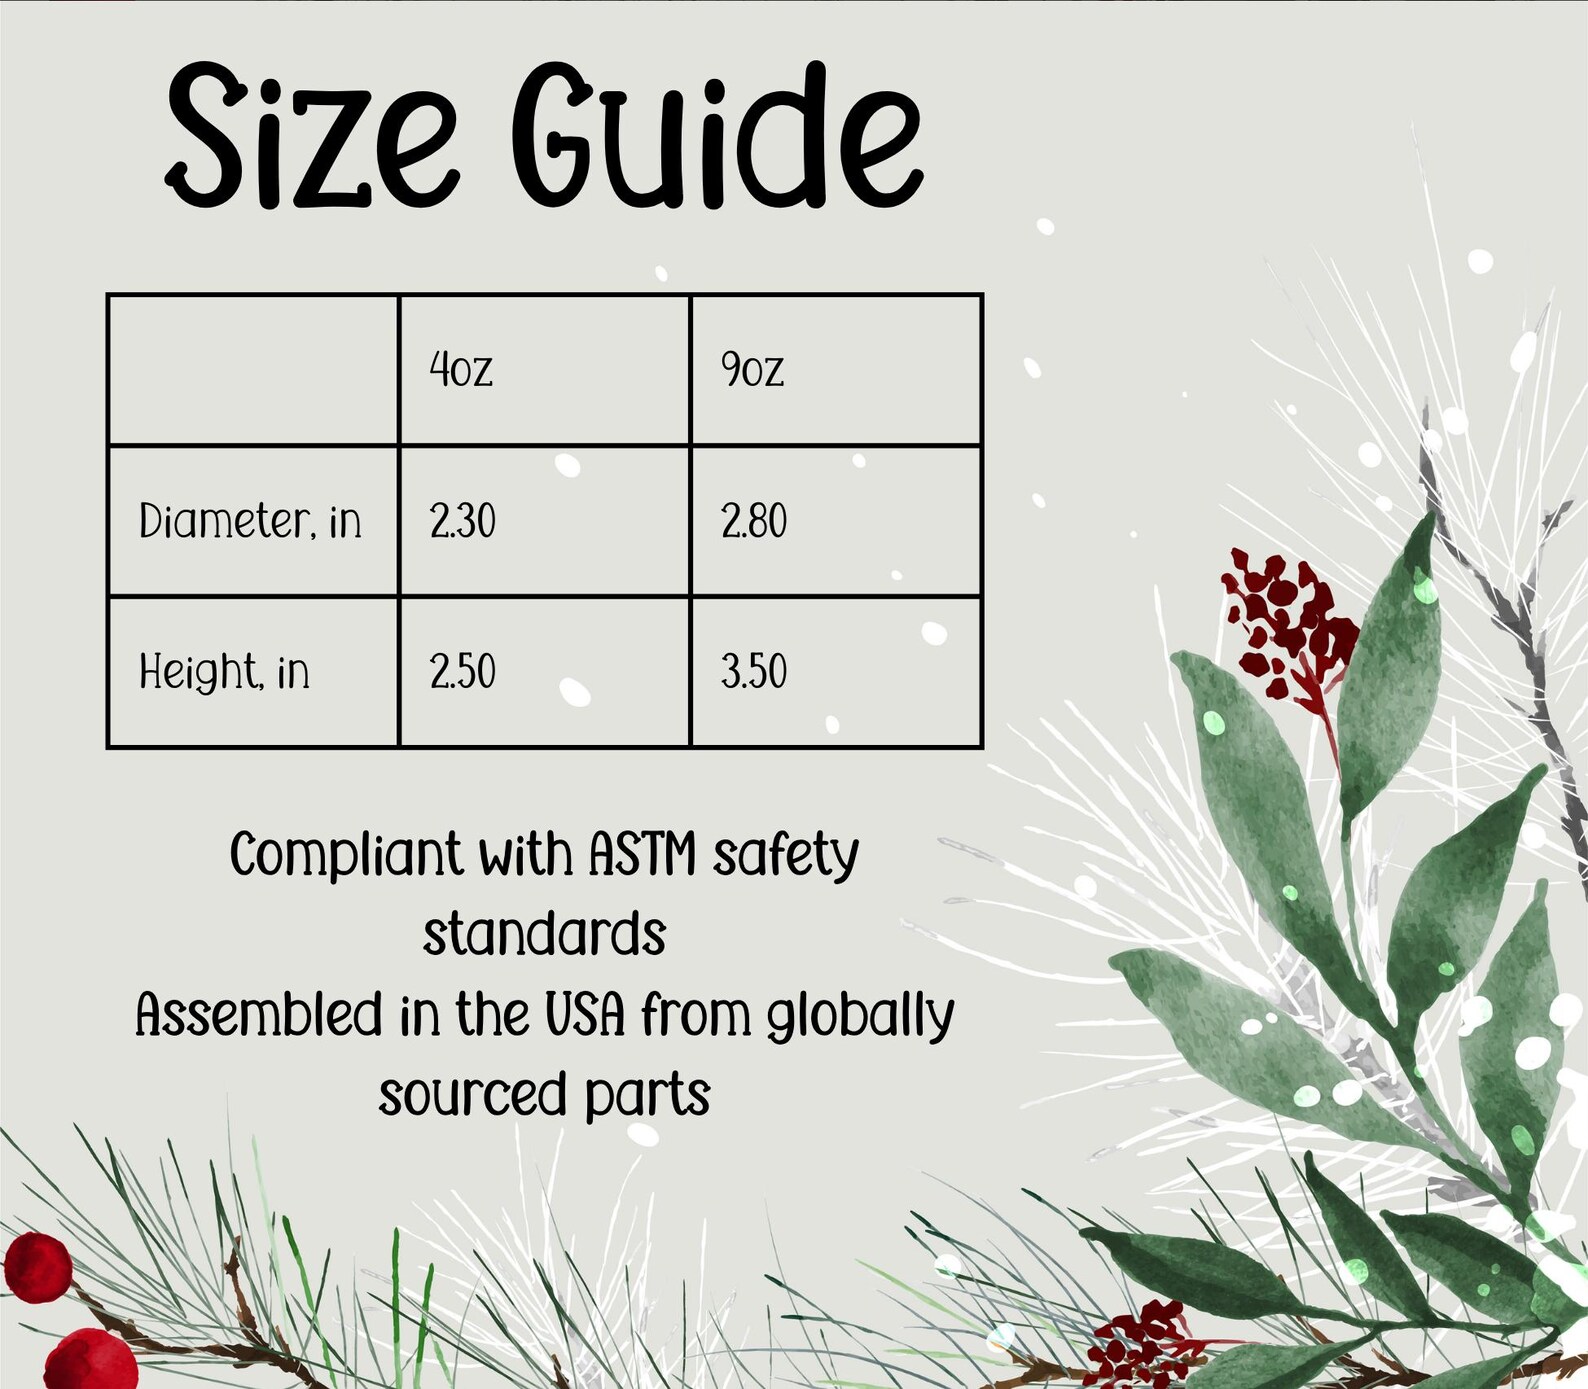 Size Guide
4oz 9oz
Diameter, in 2.30 2.80
Height, in 2.50 3.50
Compliant with ASTM safety
standards
Assembled in the USA from globally
sourced parts